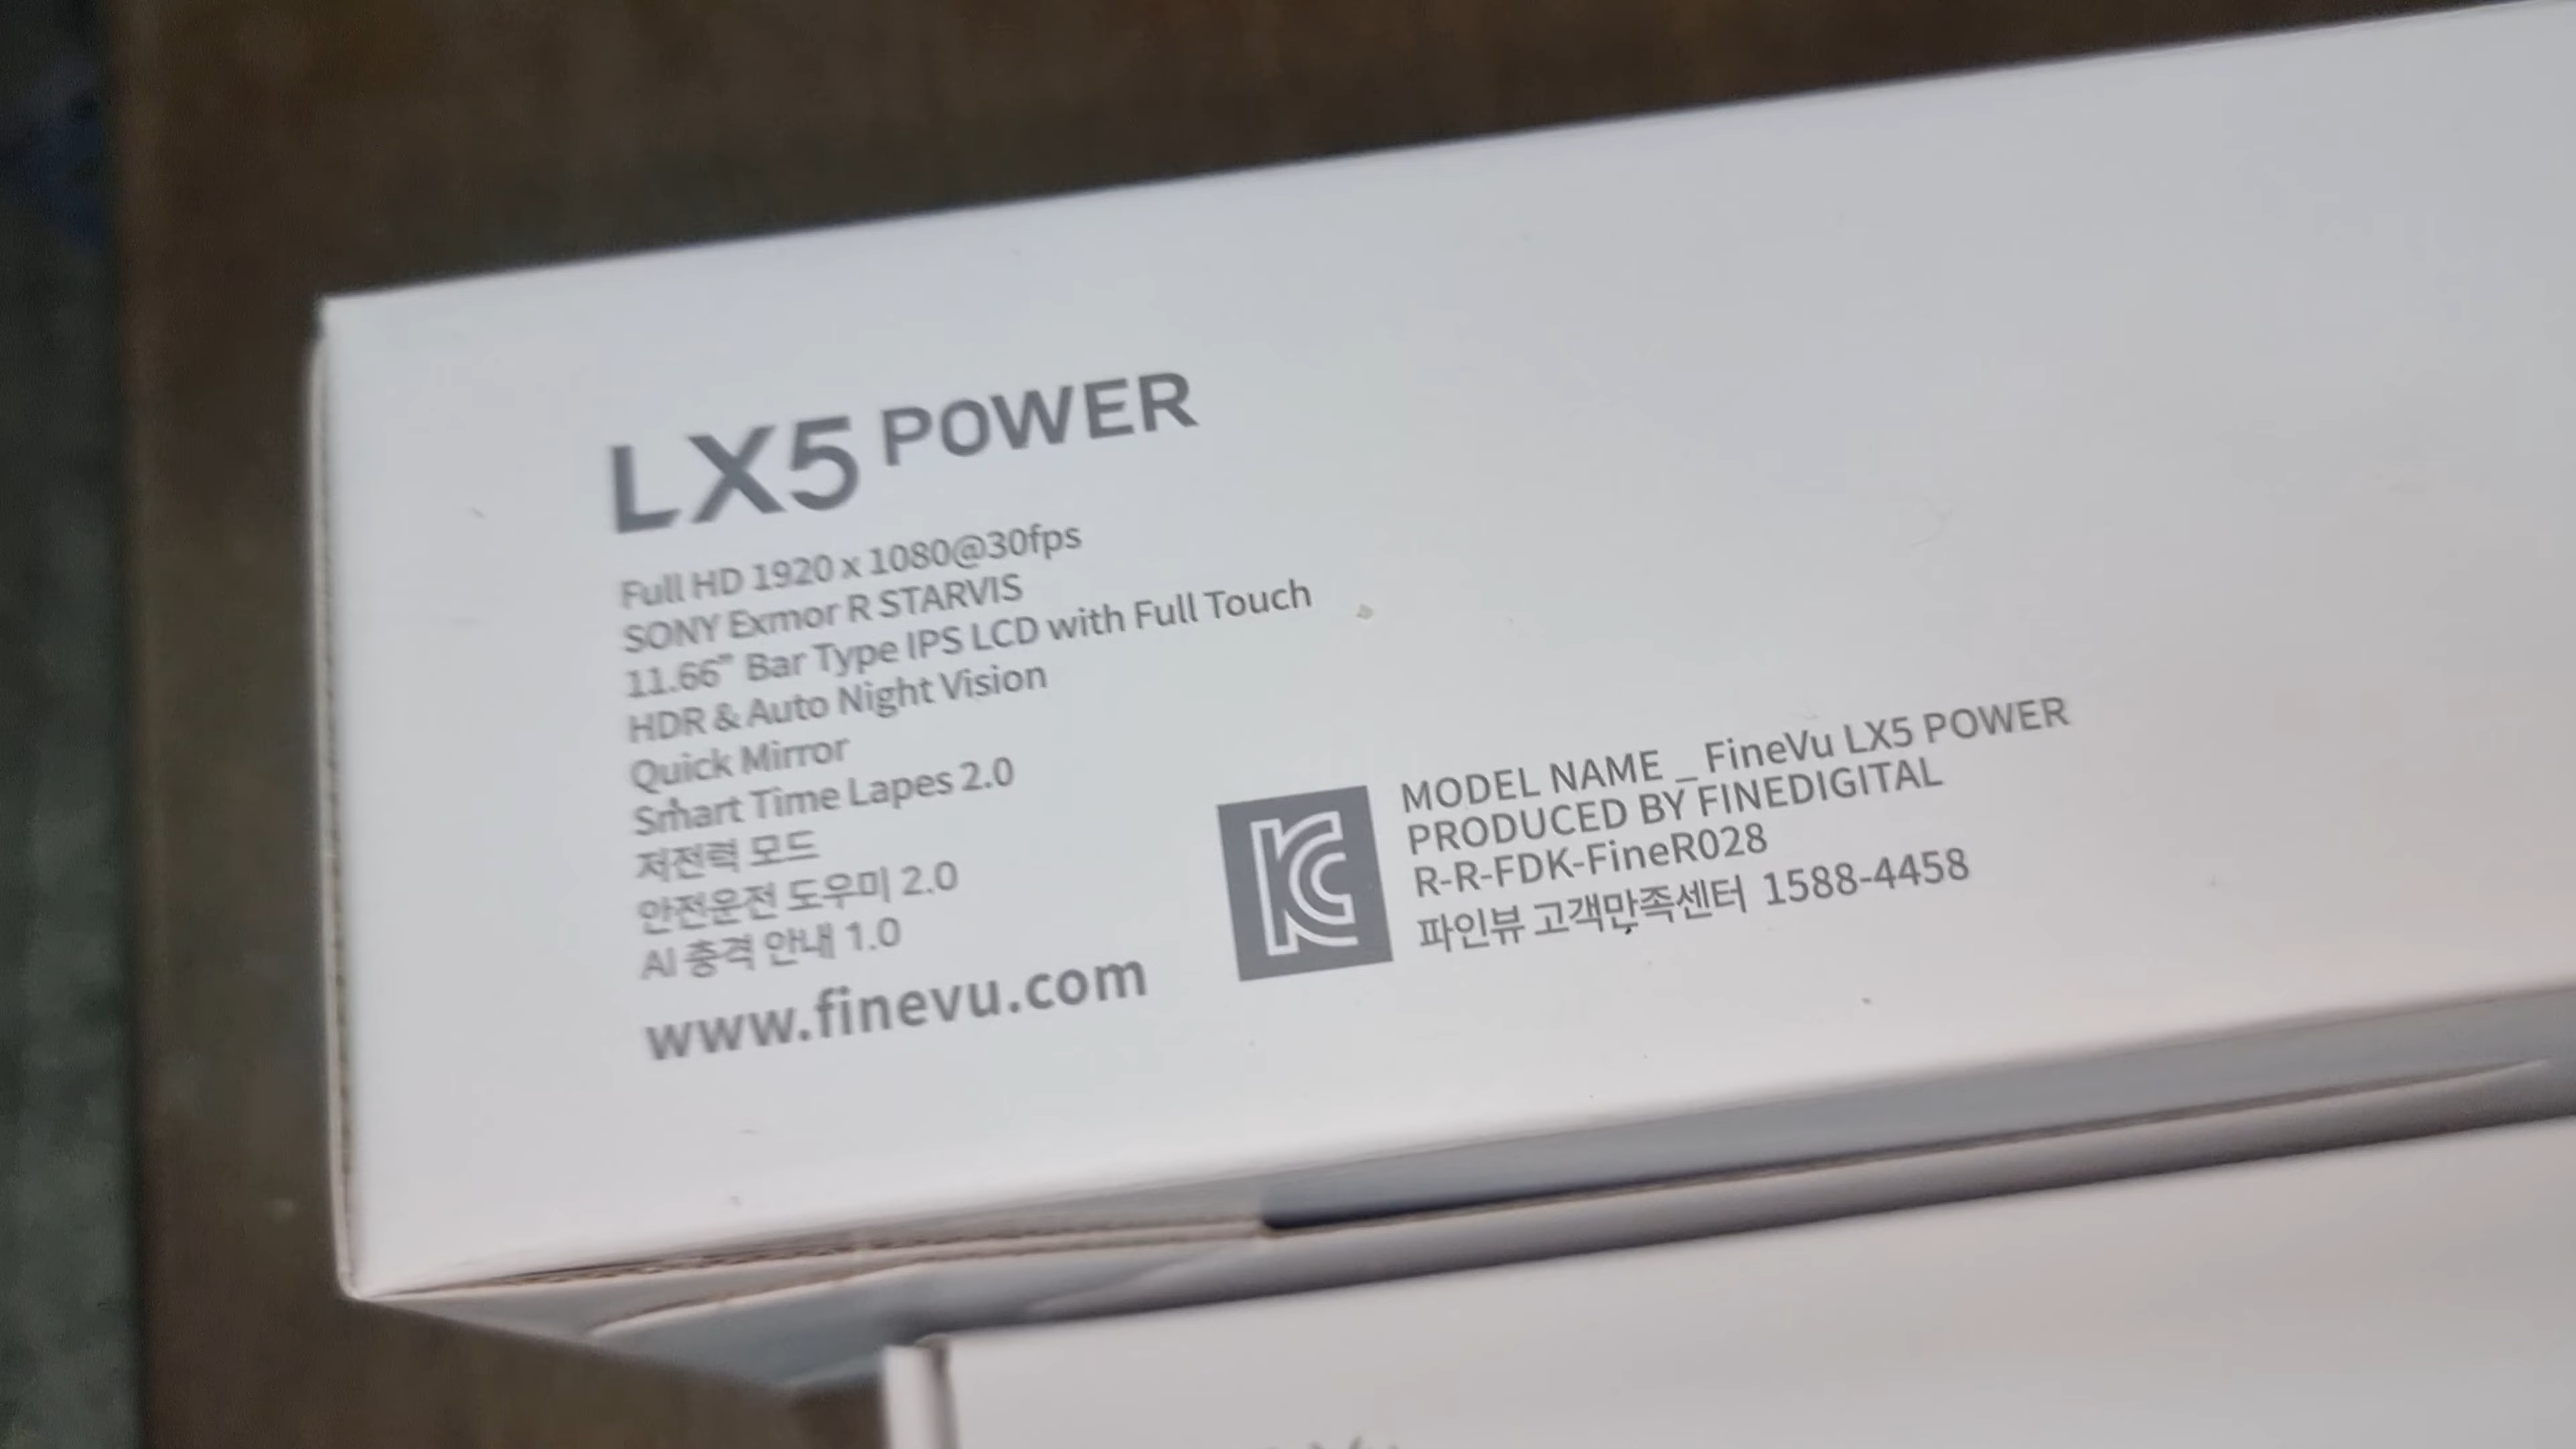 LX5 POWER
Full HD 1920 x 1080@30fps
SONY Exmor R STARVIS
11.66” Bar Type IPS LCD with Full Touch
HDR & Auto Night Vision
Quick Mirror
Smart Time Lapes 2.0
저전력 모드
안전운전 도우미 2.0
AI 충격 안내 1.0
www.finevu.com
MODEL NAME _ FineVu LX5 POWER
PRODUCED BY FINEDIGITAL
R-R-FDK-FineR028
파인뷰 고객만족센터 1588-4458